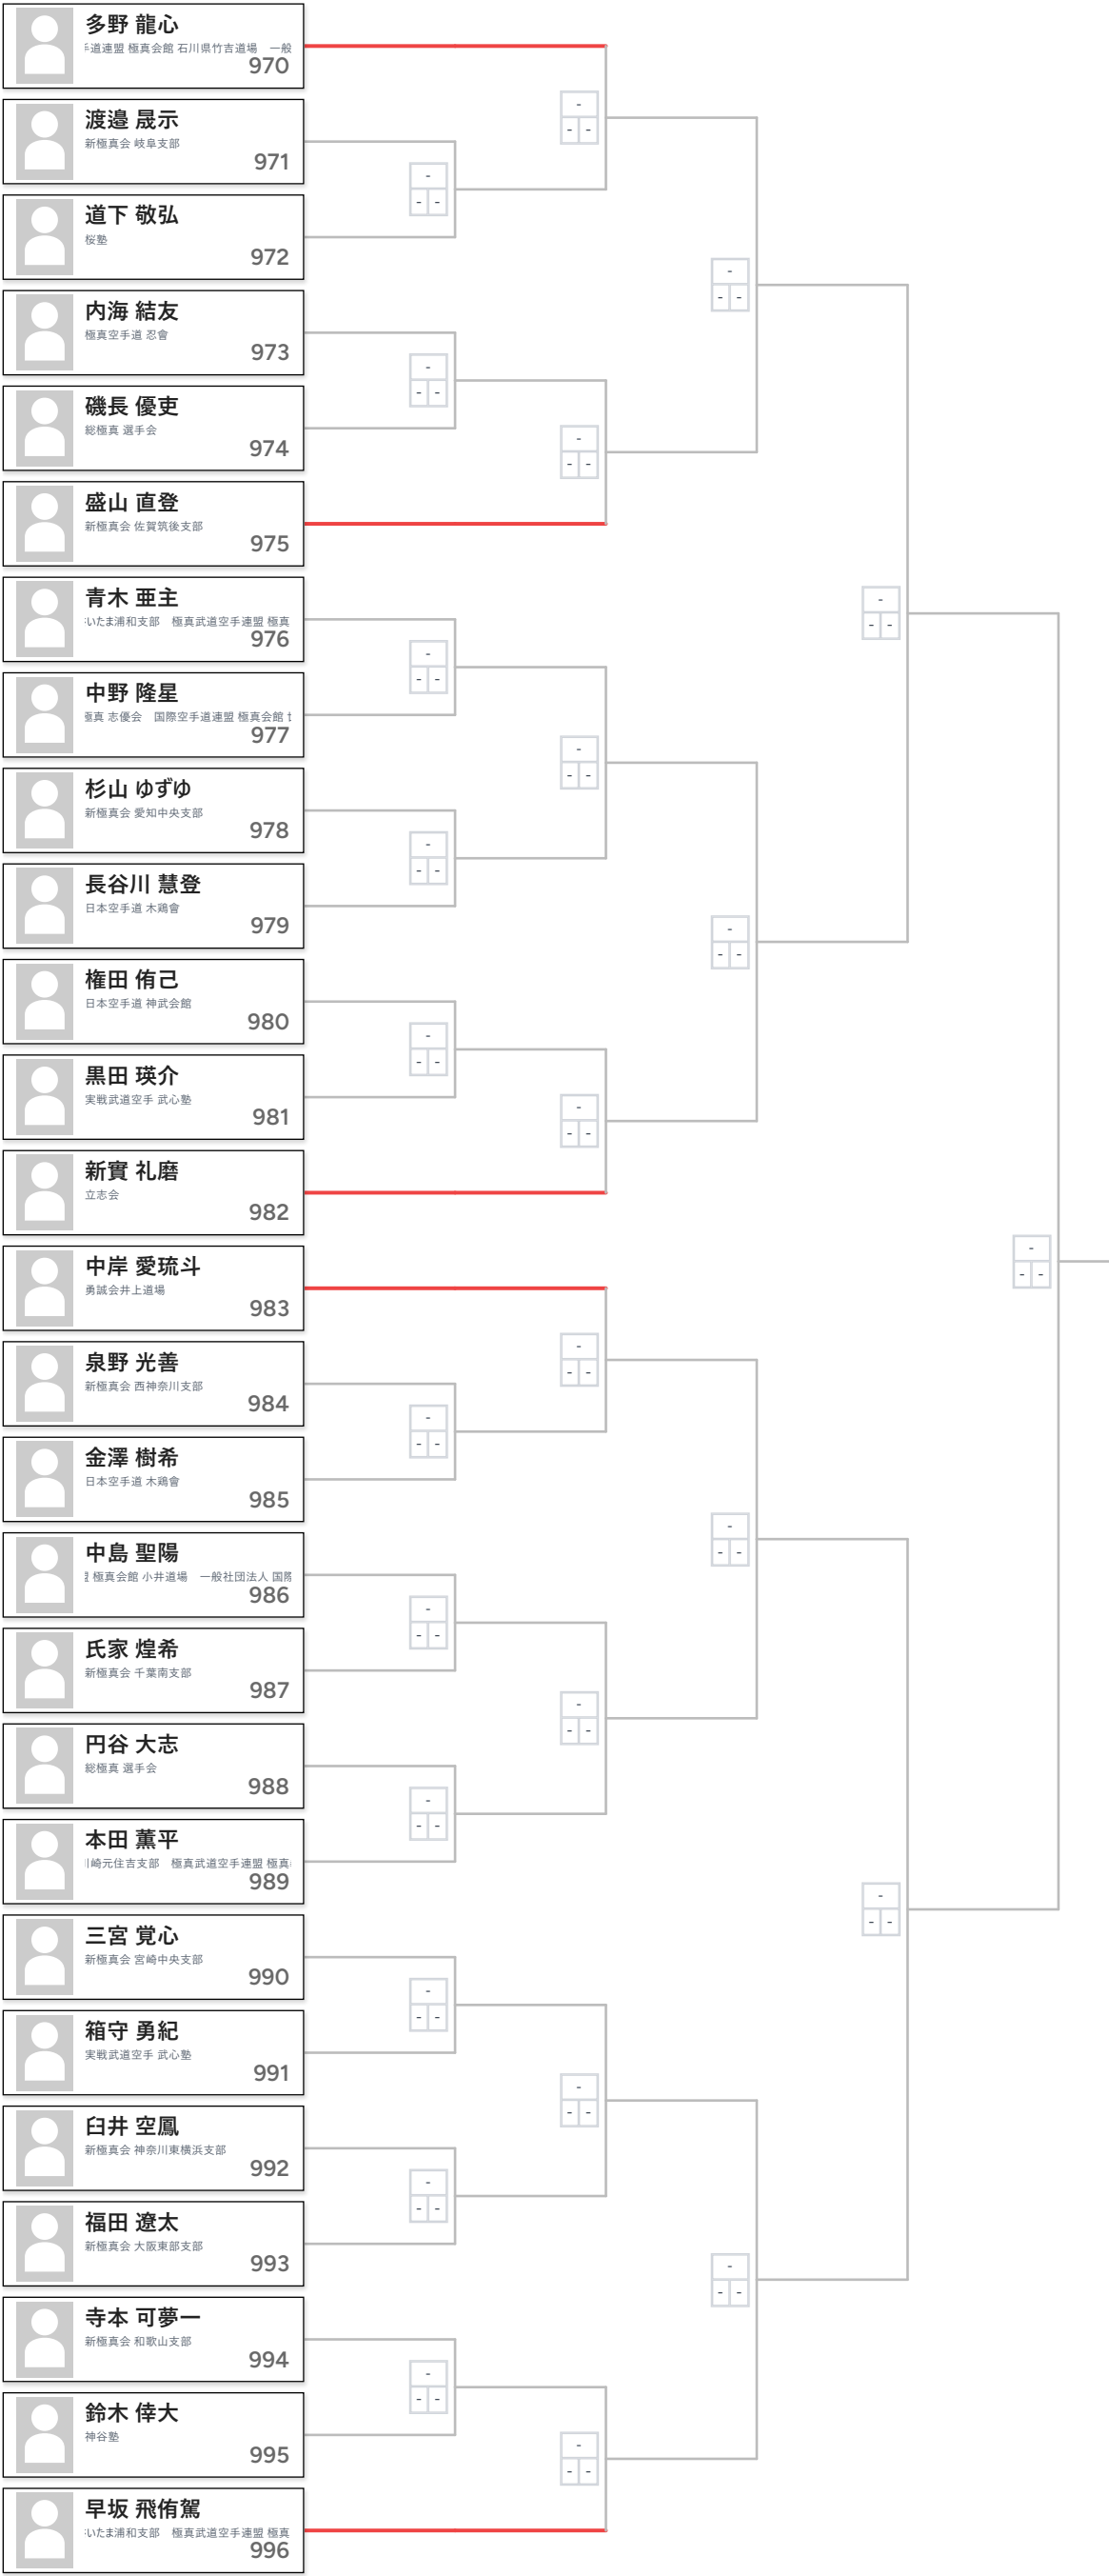 多野 龍心
道連盟 極真会館 石川県竹吉道場　一般
970
-
- -
渡邉 晟示
新極真会 岐阜支部
971
-
- -
道下 敬弘
桜塾
972
-
- -
内海 結友
極真空手道 忍會
973
-
- -
磯長 優吏
総極真 選手会
974
-
- -
盛山 直登
新極真会 佐賀筑後支部
975
青木 亜主
いたま浦和支部　極真武道空手連盟 極真
976
-
- -
-
- -
中野 隆星
極真 志優会　国際空手道連盟 極真会館
977
-
- -
杉山 ゆずゆ
新極真会 愛知中央支部
978
-
- -
長谷川 慧登
日本空手道 木鶏會
979
-
- -
権田 侑己
日本空手道 神武会館
980
-
- -
黒田 瑛介
実戦武道空手 武心塾
981
-
- -
新實 礼磨
立志会
982
-
- -
中岸 愛琉斗
勇誠会井上道場
983
-
- -
泉野 光善
新極真会 西神奈川支部
984
-
- -
金澤 樹希
日本空手道 木鶏會
985
-
- -
中島 聖陽
極真会館 小井道場　一般社団法人 国際
986
-
- -
氏家 煌希
新極真会 千葉南支部
987
-
- -
円谷 大志
総極真 選手会
988
-
- -
本田 薫平
崎元住吉支部　極真武道空手連盟 極真
989
-
- -
三宮 覚心
新極真会 宮崎中央支部
990
-
- -
箱守 勇紀
実戦武道空手 武心塾
991
-
- -
臼井 空鳳
新極真会 神奈川東横浜支部
992
-
- -
福田 遼太
新極真会 大阪東部支部
993
-
- -
寺本 可夢一
新極真会 和歌山支部
994
-
- -
鈴木 倖大
神谷塾
995
-
- -
早坂 飛侑駕
いたま浦和支部　極真武道空手連盟 極真
996